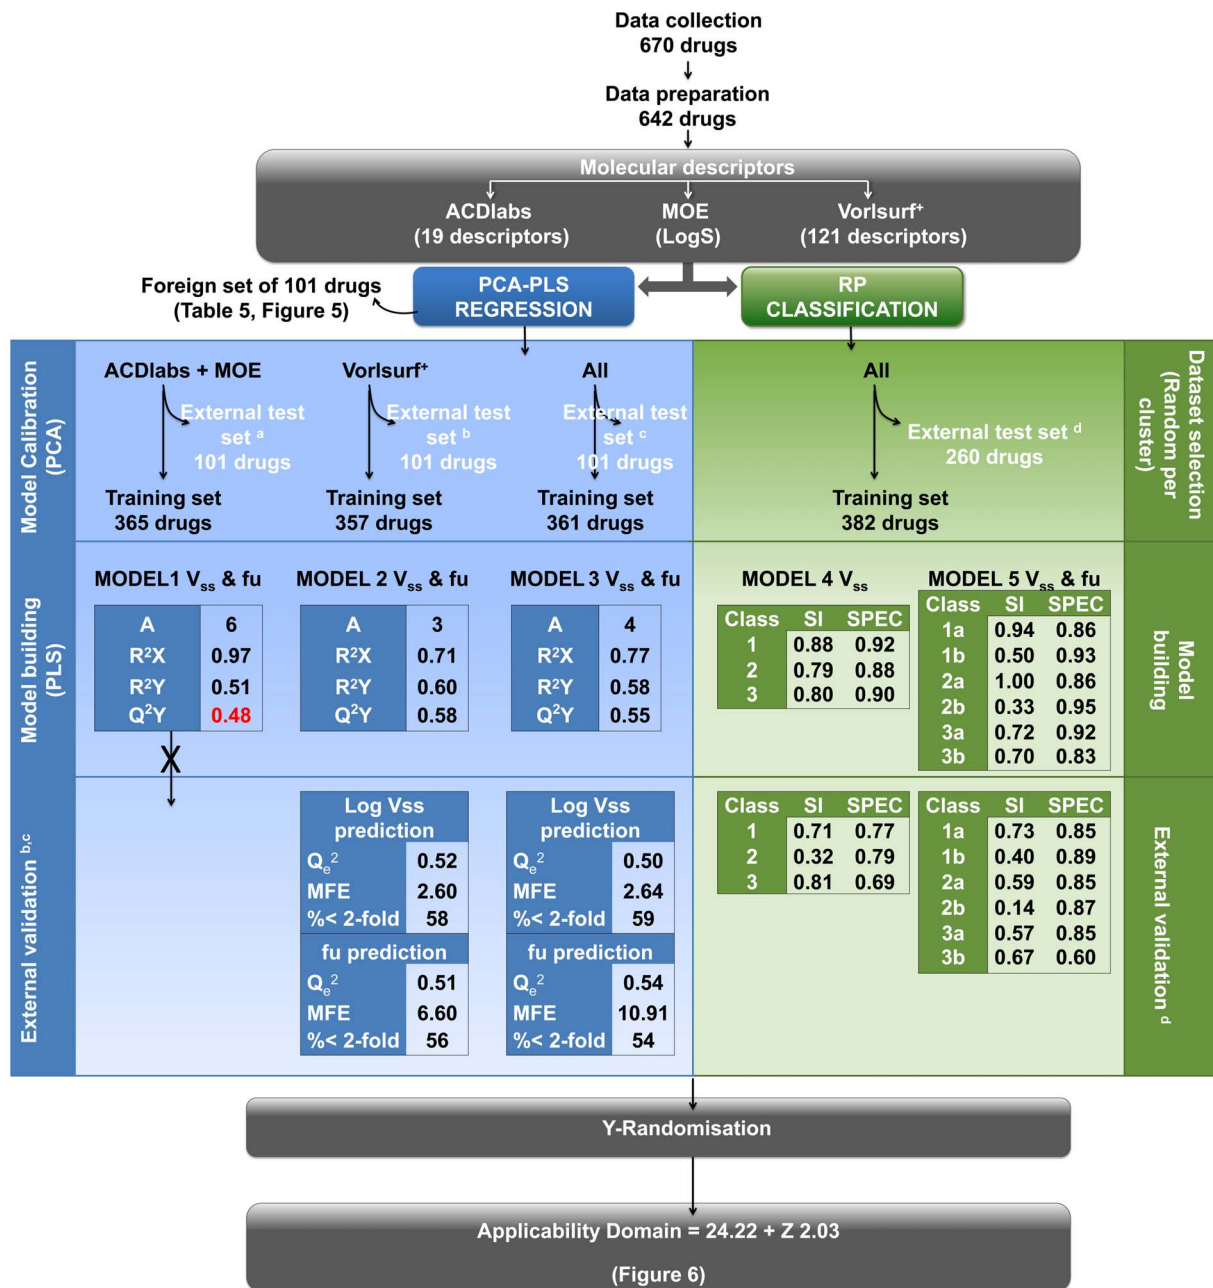 Data collection
670 drugs
Data preparation
642 drugs
Molecular descriptors
ACDlabs
(19 descriptors)
MOE
(LogS)
Vorlsurf⁺
(121 descriptors)
Foreign set of 101 drugs
(Table 5, Figure 5)
PCA-PLS
REGRESSION
RP
CLASSIFICATION
Model Calibration
(PCA)
ACDlabs + MOE
External test
set ᵃ
101 drugs
Training set
365 drugs
Vorlsurf⁺
External test
set ᵇ
101 drugs
Training set
357 drugs
All
External test
set ᶜ
101 drugs
Training set
361 drugs
All
External test set ᵈ
260 drugs
Training set
382 drugs
Dataset selection
(Random per
cluster)
Model building
(PLS)
MODEL1 Vss & fu
A 6
R²X 0.97
R²Y 0.51
Q²Y 0.48
X
MODEL 2 Vss & fu
A 3
R²X 0.71
R²Y 0.60
Q²Y 0.58
MODEL 3 Vss & fu
A 4
R²X 0.77
R²Y 0.58
Q²Y 0.55
MODEL 4 Vss
Class SI SPEC
1 0.88 0.92
2 0.79 0.88
3 0.80 0.90
MODEL 5 Vss & fu
Class SI SPEC
1a 0.94 0.86
1b 0.50 0.93
2a 1.00 0.86
2b 0.33 0.95
3a 0.72 0.92
3b 0.70 0.83
Model
building
External validation ᵇ,ᶜ
Log Vss
prediction
Qe² 0.52
MFE 2.60
%< 2-fold 58
fu prediction
Qe² 0.51
MFE 6.60
%< 2-fold 56
Log Vss
prediction
Qe² 0.50
MFE 2.64
%< 2-fold 59
fu prediction
Qe² 0.54
MFE 10.91
%< 2-fold 54
Class SI SPEC
1 0.71 0.77
2 0.32 0.79
3 0.81 0.69
Class SI SPEC
1a 0.73 0.85
1b 0.40 0.89
2a 0.59 0.85
2b 0.14 0.87
3a 0.57 0.85
3b 0.67 0.60
External validation ᵈ
Y-Randomisation
Applicability Domain = 24.22 + Z 2.03
(Figure 6)